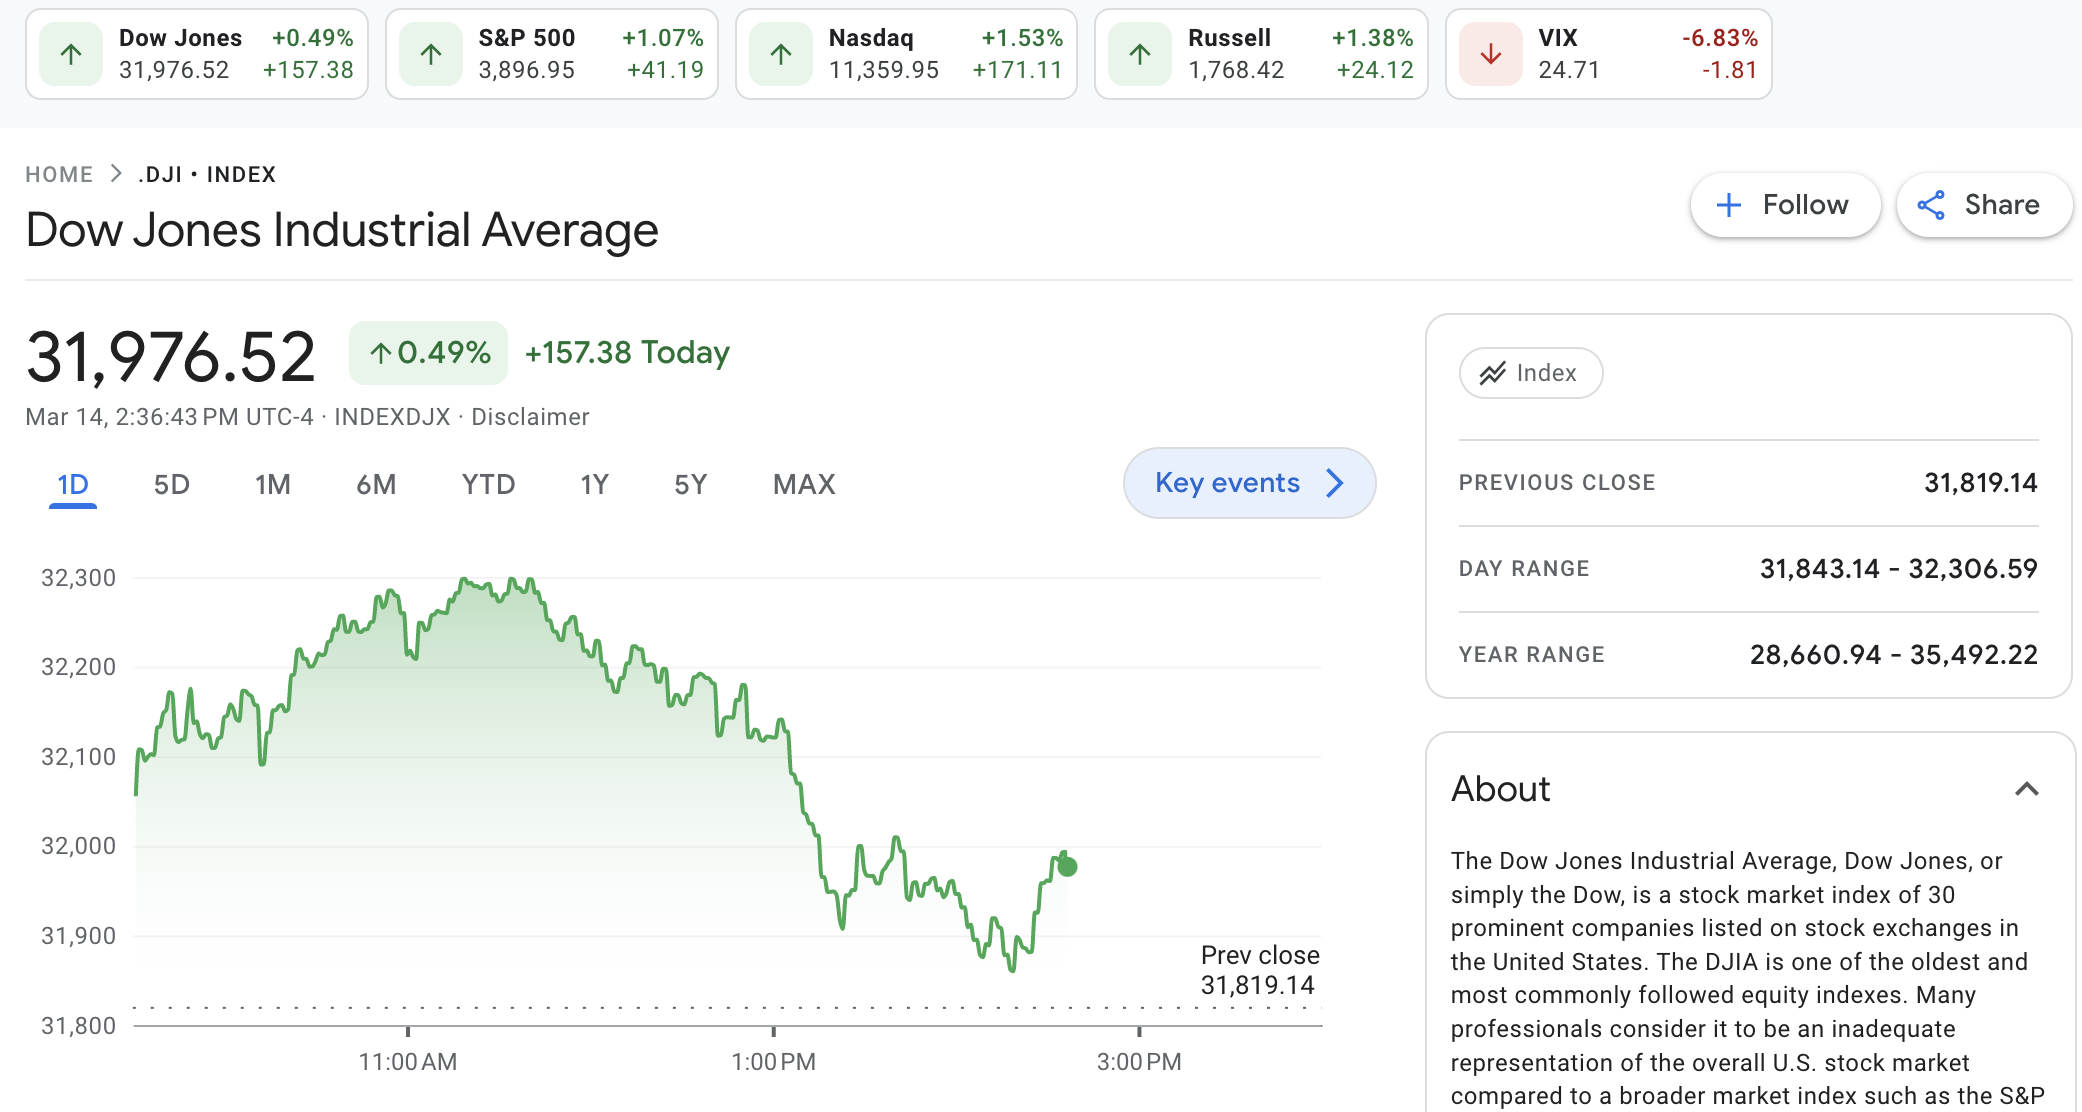 Dow Jones +0.49%
31,976.52 +157.38
S&P 500 +1.07%
3,896.95 +41.19
Nasdaq +1.53%
11,359.95 +171.11
Russell +1.38%
1,768.42 +24.12
VIX -6.83%
24.71 -1.81
HOME .DJI • INDEX
Dow Jones Industrial Average
Follow
Share
31,976.52 0.49% +157.38 Today
Mar 14, 2:36:43 PM UTC-4 · INDEXDJX · Disclaimer
1D 5D 1M 6M YTD 1Y 5Y MAX
Key events
32,300
32,200
32,100
32,000
31,900
31,800
Prev close
31,819.14
11:00 AM 1:00 PM 3:00 PM
Index
PREVIOUS CLOSE 31,819.14
DAY RANGE 31,843.14 - 32,306.59
YEAR RANGE 28,660.94 - 35,492.22
About
The Dow Jones Industrial Average, Dow Jones, or
simply the Dow, is a stock market index of 30
prominent companies listed on stock exchanges in
the United States. The DJIA is one of the oldest and
most commonly followed equity indexes. Many
professionals consider it to be an inadequate
representation of the overall U.S. stock market
compared to a broader market index such as the S&P